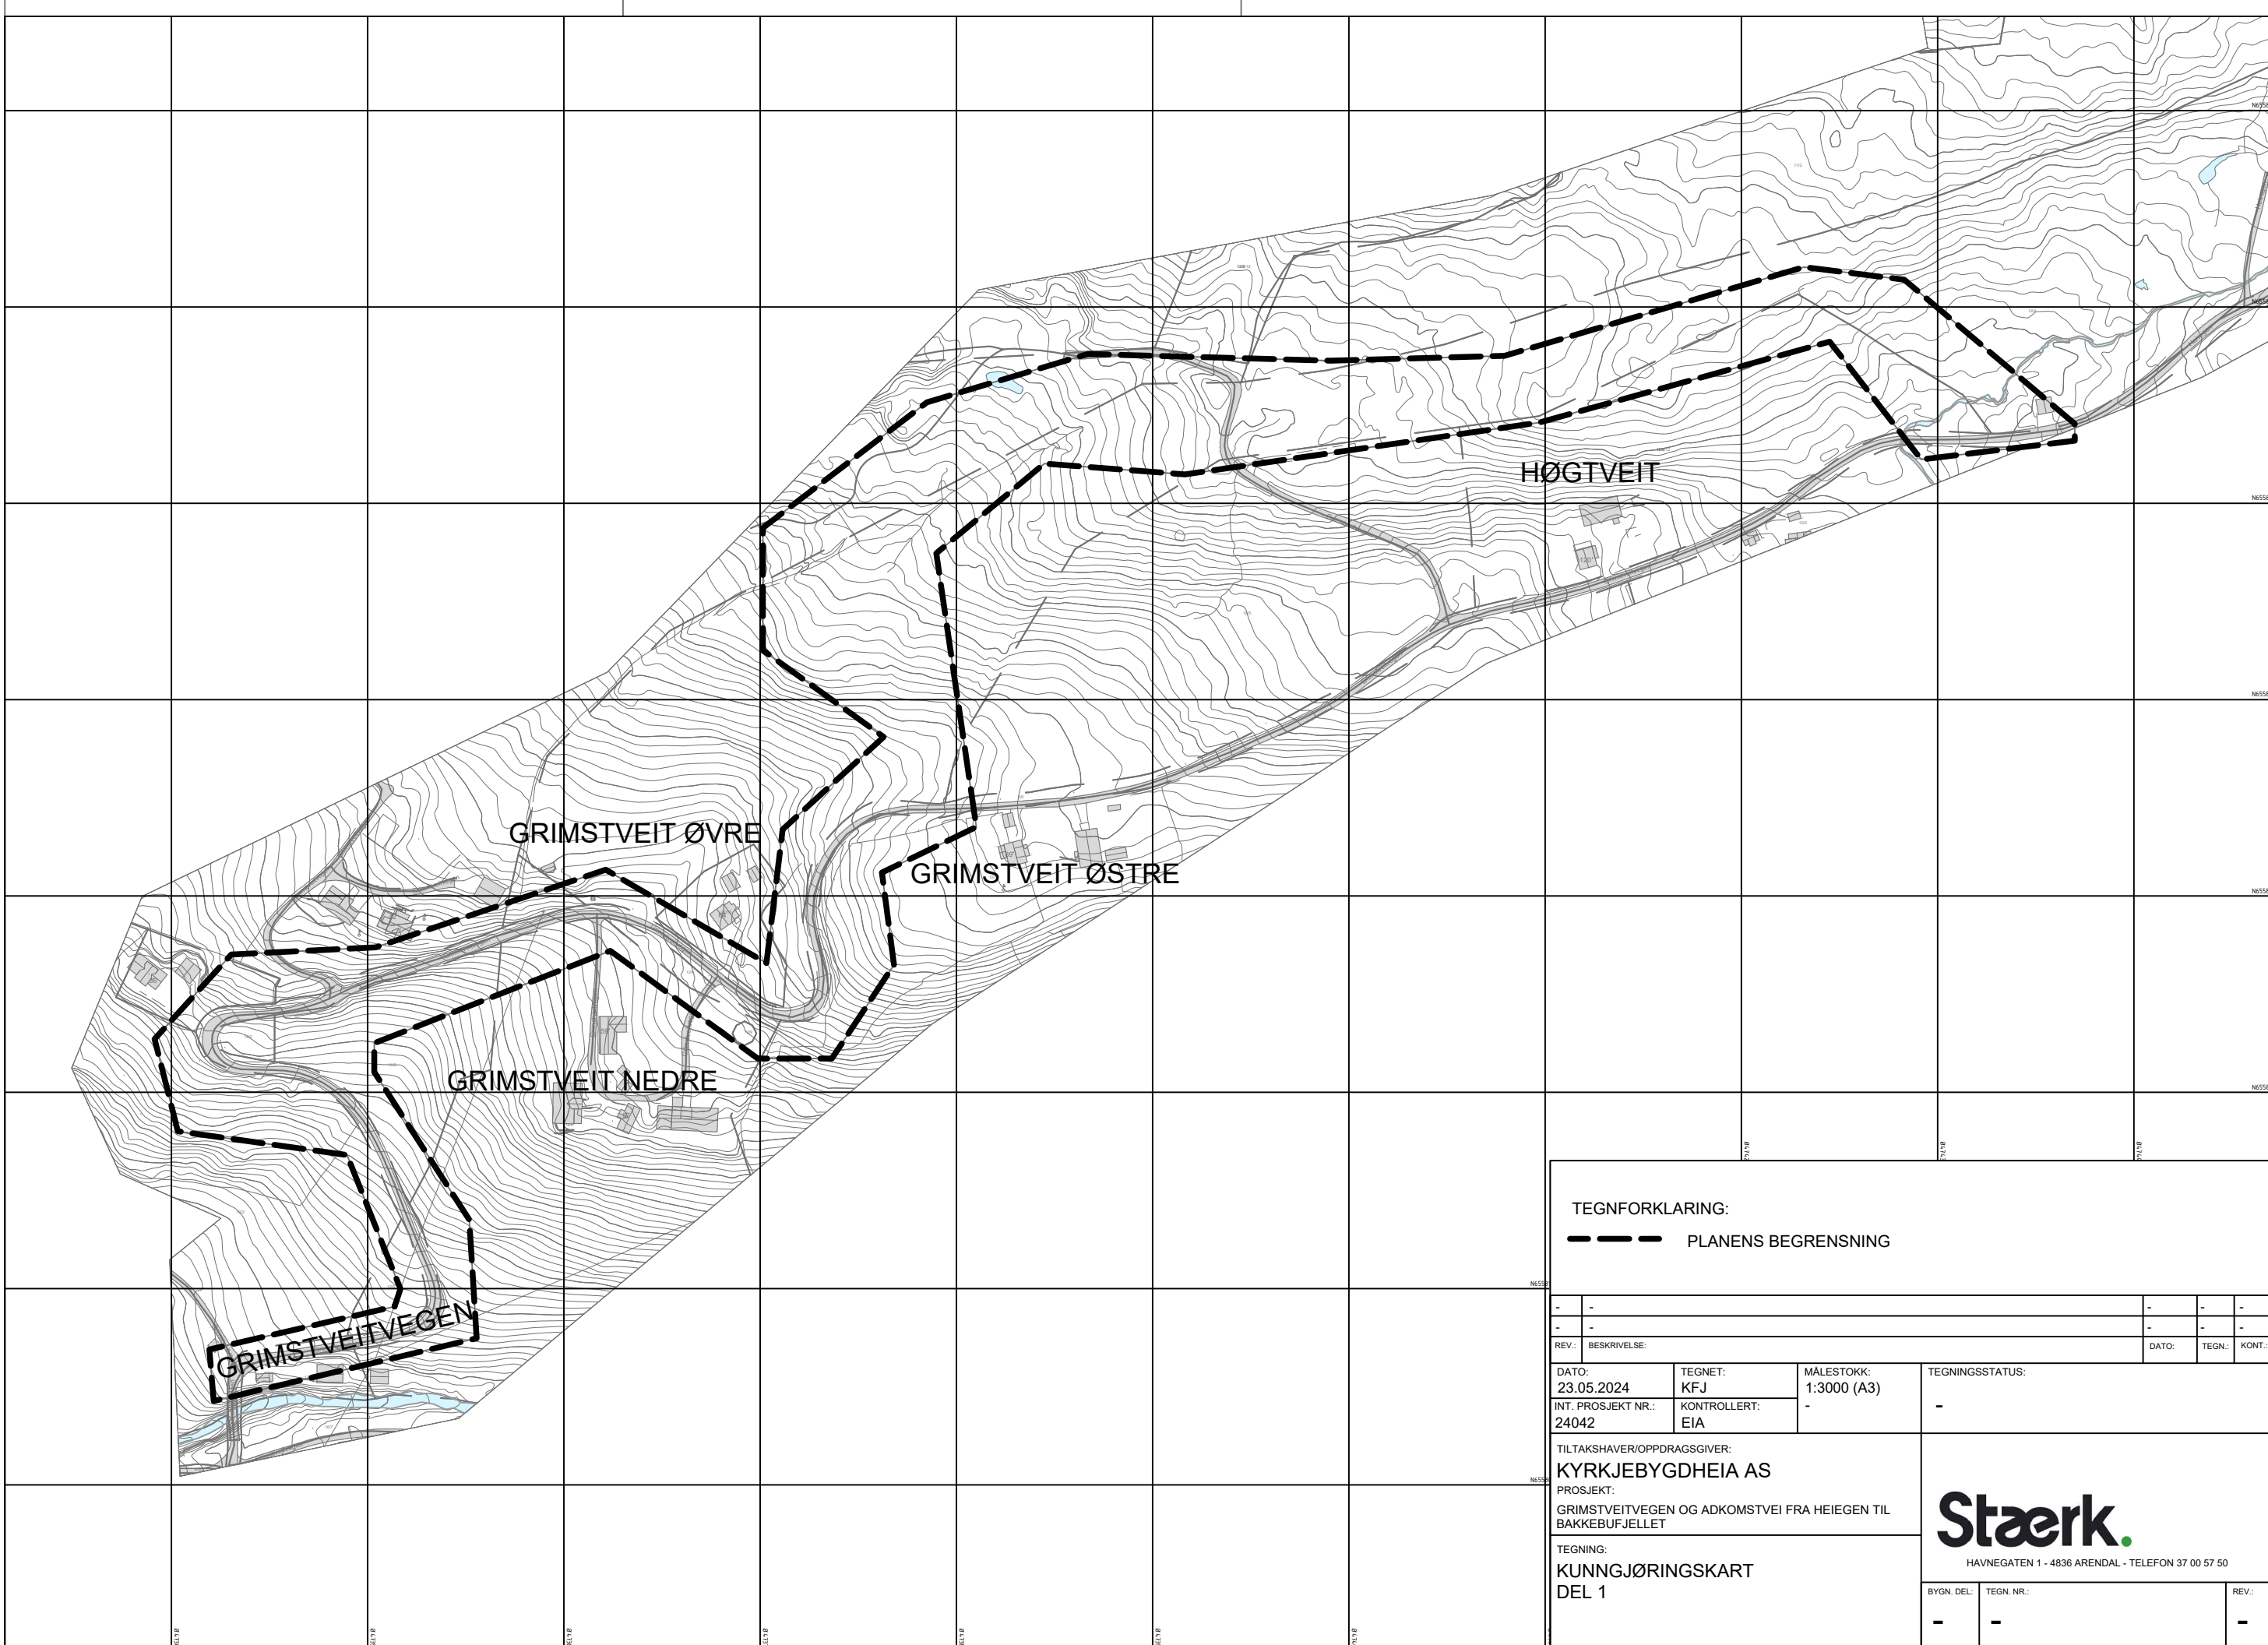 HØGTVEIT
GRIMSTVEIT ØVRE
GRIMSTVEIT ØSTRE
GRIMSTVEIT NEDRE
GRIMSTVEITVEGEN
TEGNFORKLARING:
PLANENS BEGRENSNING
- - - - -
- - - - -
REV.: BESKRIVELSE: DATO: TEGN.: KONT.:
DATO: TEGNET: MÅLESTOKK: TEGNINGSSTATUS:
23.05.2024 KFJ 1:3000 (A3)
INT. PROSJEKT NR.: KONTROLLERT: - -
24042 EIA
TILTAKSHAVER/OPPDRAGSGIVER:
KYRKJEBYGDHEIA AS
PROSJEKT:
GRIMSTVEITVEGEN OG ADKOMSTVEI FRA HEIEGEN TIL
BAKKEBUFJELLET
Stærk.
HAVNEGATEN 1 - 4836 ARENDAL - TELEFON 37 00 57 50
TEGNING:
KUNNGJØRINGSKART
DEL 1
BYGN. DEL: TEGN. NR.: REV.:
- - -